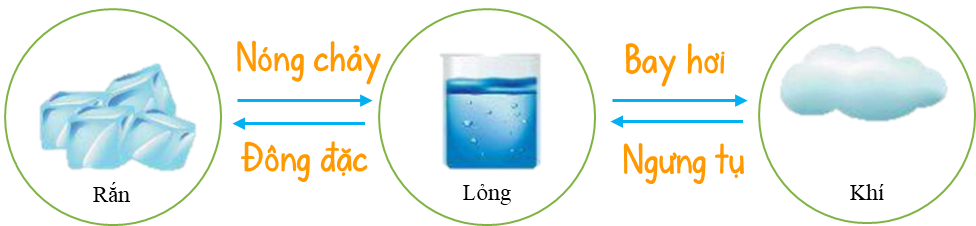 Nóng chảy
Bay hơi
Đông đặc
Ngưng tụ
Rắn
Lỏng
Khí